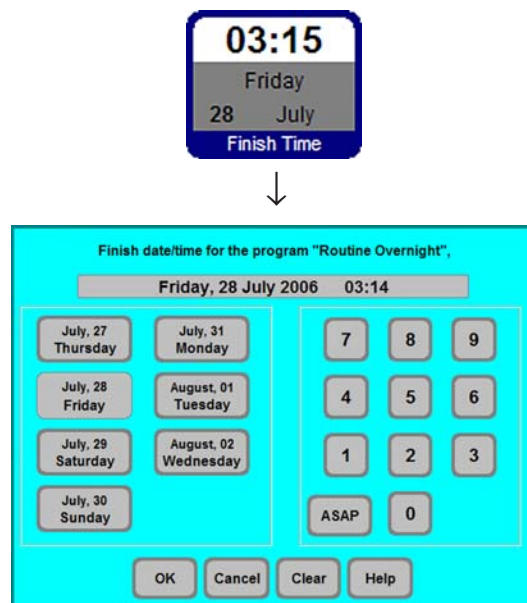 03:15
Friday
28 July
Finish Time
Finish date/time for the program "Routine Overnight",
Friday, 28 July 2006 03:14
July, 27
Thursday
July, 31
Monday
July, 28
Friday
August, 01
Tuesday
July, 29
Saturday
August, 02
Wednesday
July, 30
Sunday
7 8 9
4 5 6
1 2 3
ASAP 0
OK Cancel Clear Help